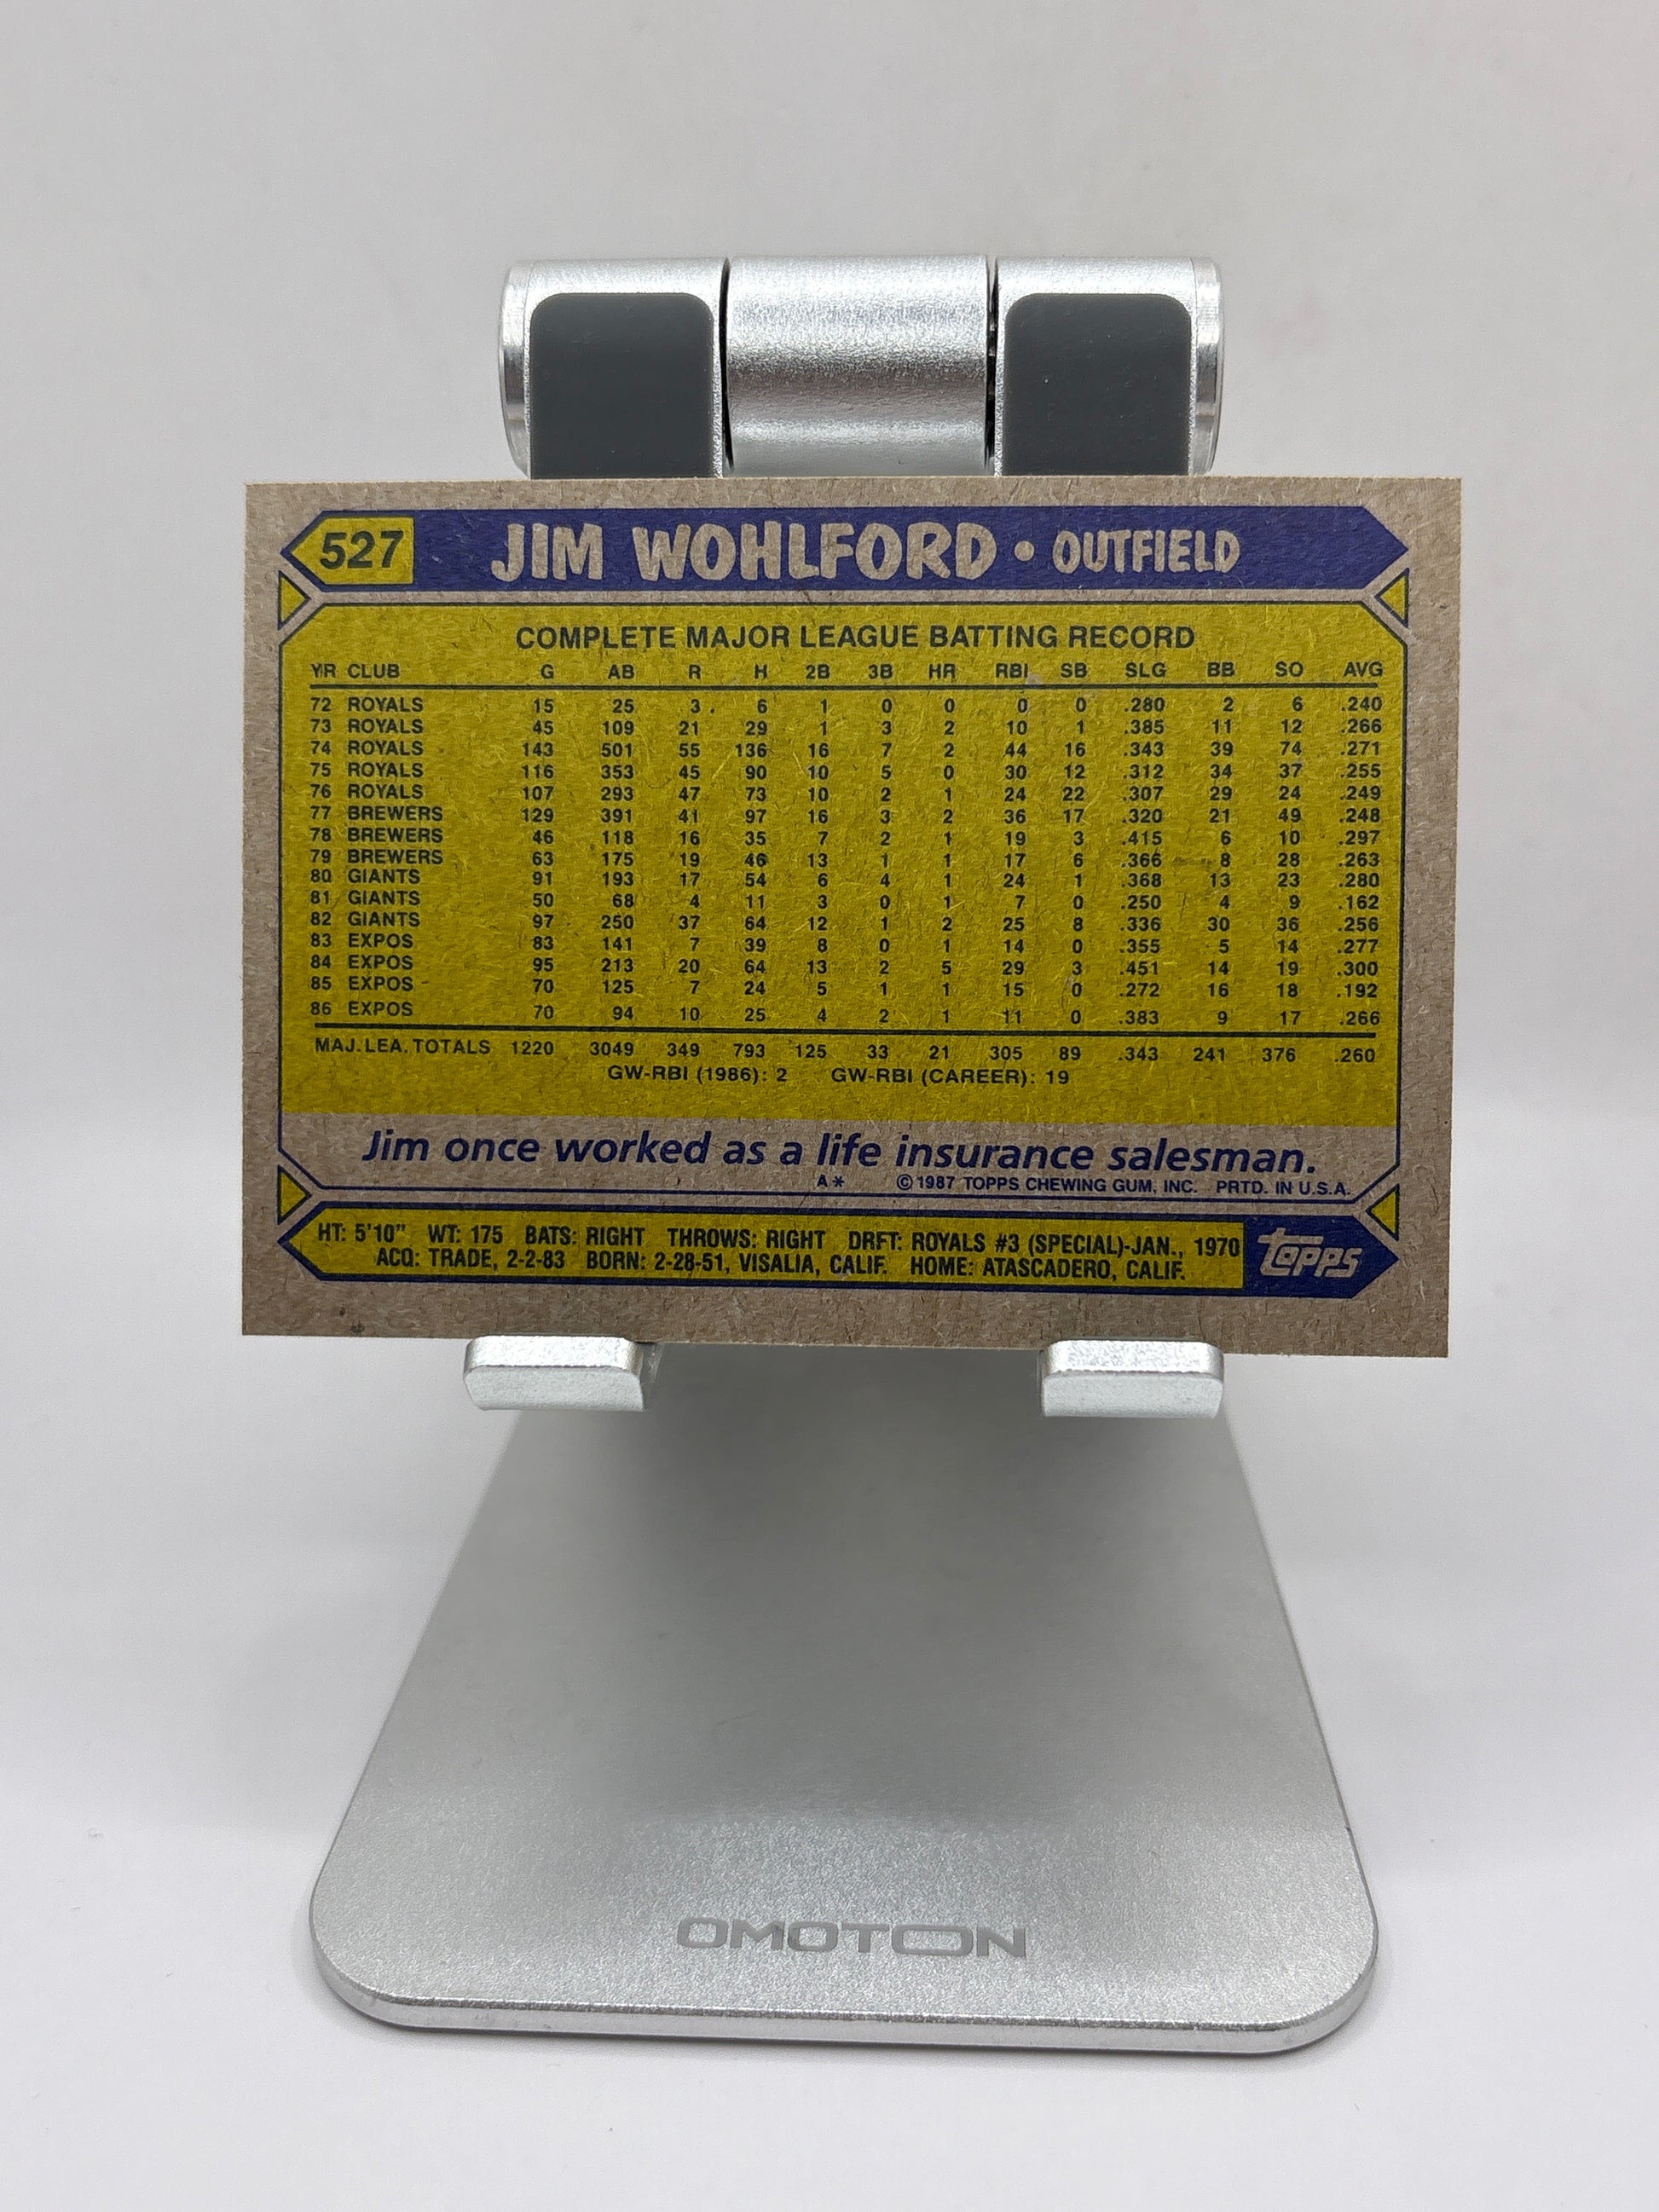 527 JIM WOHLFORD • OUTFIELD
COMPLETE MAJOR LEAGUE BATTING RECORD
YR CLUB G AB R H 2B 3B HR RBI SB SLG BB SO AVG
72 ROYALS 15 25 3 6 1 0 0 0 0 .280 2 6 .240
73 ROYALS 45 109 21 29 1 3 2 10 1 .385 11 12 .266
74 ROYALS 143 501 55 136 16 7 2 44 16 .343 39 74 .271
75 ROYALS 116 353 45 90 10 5 0 30 12 .312 34 37 .255
76 ROYALS 107 293 47 73 10 2 1 24 22 .307 29 24 .249
77 BREWERS 129 391 41 97 16 3 2 36 17 .320 21 49 .248
78 BREWERS 46 118 16 35 7 2 1 19 3 .415 6 10 .297
79 BREWERS 63 175 19 46 13 1 1 17 6 .366 8 28 .263
80 GIANTS 91 193 17 54 6 4 1 24 1 .368 13 23 .280
81 GIANTS 50 68 4 11 3 0 1 7 0 .250 4 9 .162
82 GIANTS 97 250 37 64 12 1 2 25 8 .336 30 36 .256
83 EXPOS 83 141 7 39 8 0 1 14 0 .355 5 14 .277
84 EXPOS 95 213 20 64 13 2 5 29 3 .451 14 19 .300
85 EXPOS 70 125 7 24 5 1 1 15 0 .272 16 18 .192
86 EXPOS 70 94 10 25 4 2 1 11 0 .383 9 17 .266
MAJ. LEA. TOTALS 1220 3049 349 793 125 33 21 305 89 .343 241 376 .260
GW-RBI (1986): 2 GW-RBI (CAREER): 19
Jim once worked as a life insurance salesman.
A* © 1987 TOPPS CHEWING GUM, INC. PRTD. IN U.S.A.
HT: 5'10" WT: 175 BATS: RIGHT THROWS: RIGHT DRFT: ROYALS #3 (SPECIAL)-JAN., 1970
ACQ: TRADE, 2-2-83 BORN: 2-28-51, VISALIA, CALIF. HOME: ATASCADERO, CALIF.
topps
OMOTON